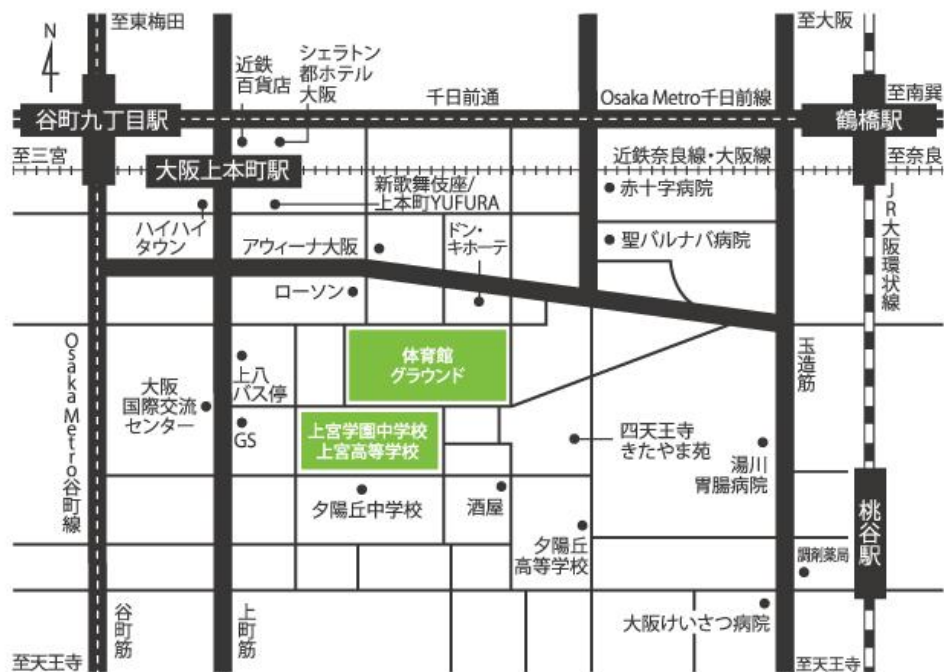 至東梅田
至大阪
N
近鉄
百貨店
シェラトン
都ホテル
大阪
千日前通
Osaka Metro千日前線
至南巽
谷町九丁目駅
鶴橋駅
至三宮
大阪上本町駅
近鉄奈良線・大阪線
至奈良
新歌舞伎座/
上本町YUFURA
赤十字病院
ハイハイ
タウン
アウィーナ大阪
ドン・
キホーテ
聖バルナバ病院
JR大阪環状線
ローソン
Osaka Metro谷町線
体育館
グラウンド
玉造筋
上八
バス停
大阪
国際交流
センター
GS
上宮学園中学校
上宮高等学校
四天王寺
きたやま苑
湯川
胃腸病院
夕陽丘中学校
酒屋
桃谷駅
夕陽丘
高等学校
調剤薬局
谷町筋
上町筋
大阪けいさつ病院
至天王寺
至天王寺